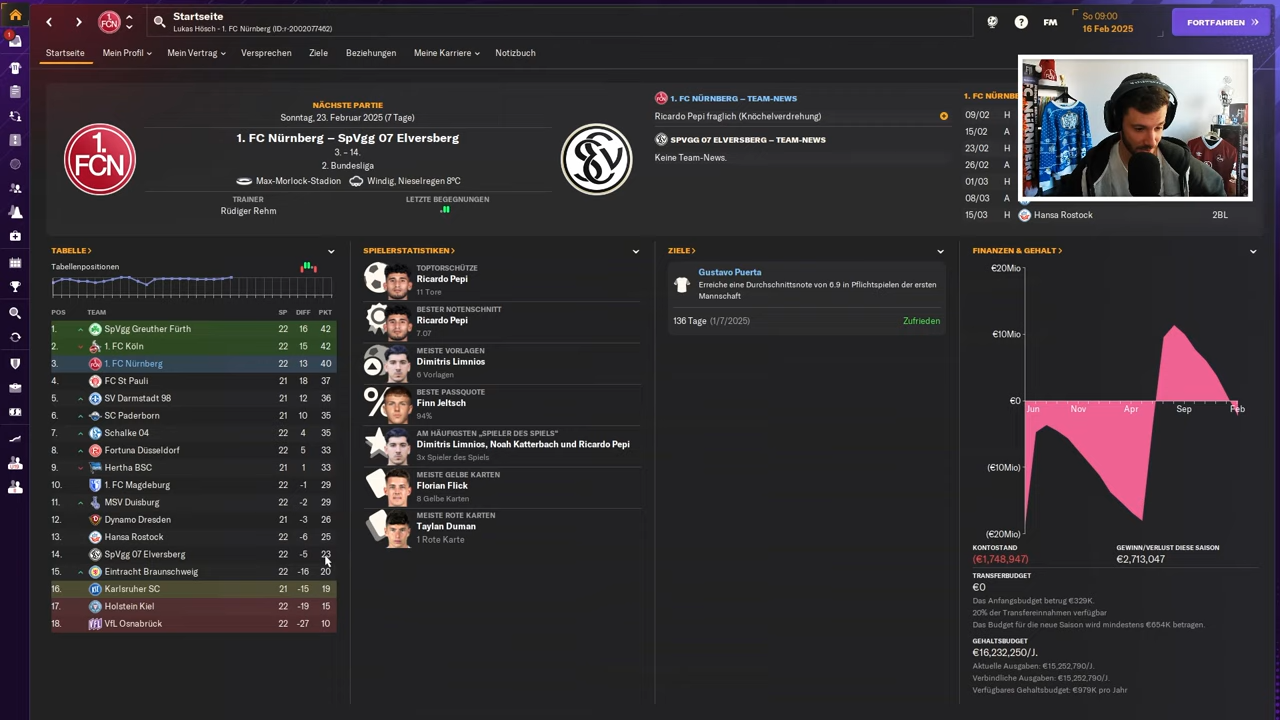 Startseite
Lukas Hösch - 1. FC Nürnberg (ID:r-2002077462)
So 09:00
16 Feb 2025
FM
FORTFAHREN
1
Startseite
Mein Profil
Mein Vertrag
Versprechen
Ziele
Beziehungen
Meine Karriere
Notizbuch
NÄCHSTE PARTIE
Sonntag, 23. Februar 2025 (7 Tage)
1. FC Nürnberg – SpVgg 07 Elversberg
3. – 14.
2. Bundesliga
Max-Morlock-Stadion
Windig, Nieselregen 8ºC
TRAINER
Rüdiger Rehm
LETZTE BEGEGNUNGEN
1. FC NÜRNBERG – TEAM-NEWS
Ricardo Pepi fraglich (Knöchelverdrehung)
SPVGG 07 ELVERSBERG – TEAM-NEWS
Keine Team-News.
1. FC NÜRNBE
09/02 H
15/02 A
23/02 H
26/02 A
01/03 H
08/03 A
15/03 H Hansa Rostock 2BL
TABELLE
Tabellenpositionen
POS TEAM SP DIFF PKT
1. SpVgg Greuther Fürth 22 16 42
2. 1. FC Köln 22 15 42
3. 1. FC Nürnberg 22 13 40
4. FC St Pauli 21 18 37
5. SV Darmstadt 98 21 12 36
6. SC Paderborn 21 10 35
7. Schalke 04 22 4 35
8. Fortuna Düsseldorf 22 5 33
9. Hertha BSC 21 1 33
10. 1. FC Magdeburg 22 -1 29
11. MSV Duisburg 22 -2 29
12. Dynamo Dresden 21 -3 26
13. Hansa Rostock 22 -6 25
14. SpVgg 07 Elversberg 22 -5 23
15. Eintracht Braunschweig 22 -16 20
16. Karlsruher SC 21 -15 19
17. Holstein Kiel 22 -19 15
18. VfL Osnabrück 22 -27 10
SPIELERSTATISTIKEN
TOPTORSCHÜTZE
Ricardo Pepi
11 Tore
BESTER NOTENSCHNITT
Ricardo Pepi
7.07
MEISTE VORLAGEN
Dimitris Limnios
6 Vorlagen
BESTE PASSQUOTE
Finn Jeltsch
94%
AM HÄUFIGSTEN „SPIELER DES SPIELS“
Dimitris Limnios, Noah Katterbach und Ricardo Pepi
3x Spieler des Spiels
MEISTE GELBE KARTEN
Florian Flick
8 Gelbe Karten
MEISTE ROTE KARTEN
Taylan Duman
1 Rote Karte
ZIELE
Gustavo Puerta
Erreiche eine Durchschnittsnote von 6.9 in Pflichtspielen der ersten
Mannschaft
136 Tage (1/7/2025)
Zufrieden
FINANZEN & GEHALT
€20Mio
€10Mio
€0
(€10Mio)
(€20Mio)
Jun Nov Apr Sep Feb
KONTOSTAND
(€1,748,947)
GEWINN/VERLUST DIESE SAISON
€2,713,047
TRANSFERBUDGET
€0
Das Anfangsbudget betrug €329K.
20% der Transfereinnahmen verfügbar
Das Budget für die neue Saison wird mindestens €654K betragen.
GEHALTSBUDGET
€16,232,250/J.
Aktuelle Ausgaben: €15,252,790/J.
Verbindliche Ausgaben: €15,252,790/J.
Verfügbares Gehaltsbudget: €979K pro Jahr